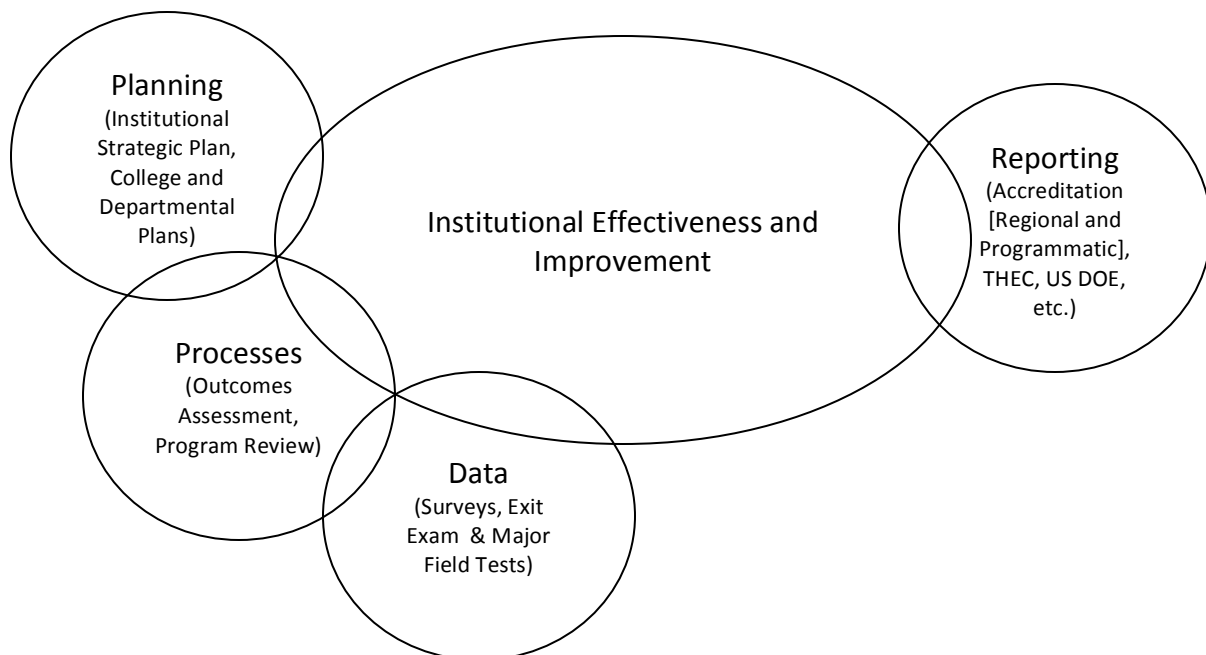 Planning
(Institutional
Strategic Plan,
College and
Departmental
Plans)
Institutional Effectiveness and
Improvement
Reporting
(Accreditation
[Regional and
Programmatic],
THEC, US DOE,
etc.)
Processes
(Outcomes
Assessment,
Program Review)
Data
(Surveys, Exit
Exam & Major
Field Tests)